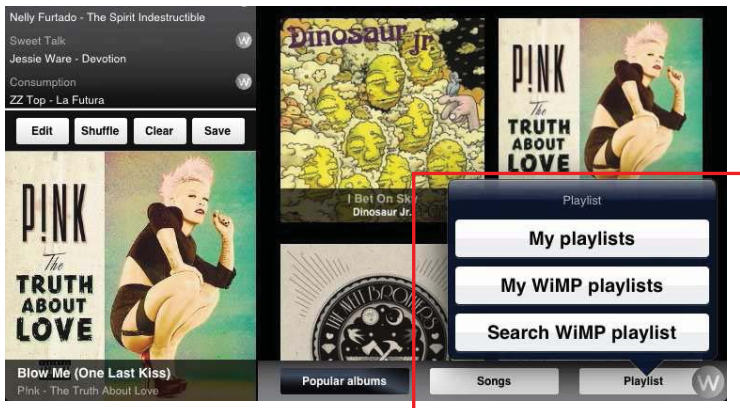 Nelly Furtado - The Spirit Indestructible
Sweet Talk
W
Jessie Ware - Devotion
Consumption
W
ZZ Top - La Futura
Edit
Shuffle
Clear
Save
P!NK
The
TRUTH
ABOUT
LOVE
Blow Me (One Last Kiss)
P!nk - The Truth About Love
Dinosaur Jr.
I Bet On Sky
Dinosaur Jr.
P!NK
The
TRUTH
ABOUT
LOVE
THE AVETT BROTHERS
Playlist
My playlists
My WiMP playlists
Search WiMP playlist
Popular albums
Songs
Playlist
W